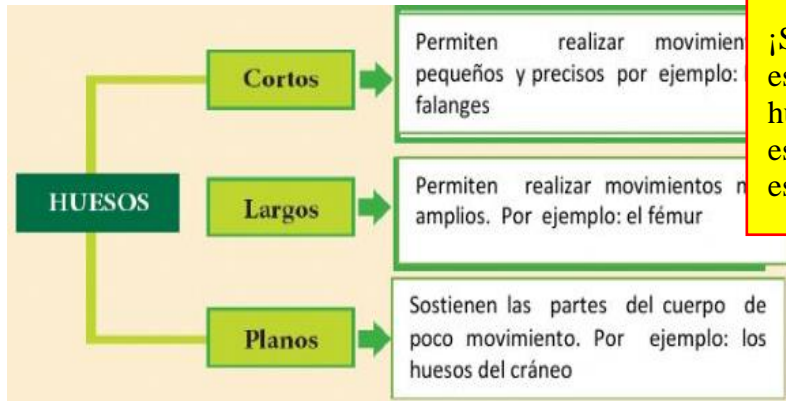 HUESOS
Cortos
Permiten realizar
pequeños y precisos por ejemplo:
falanges
Largos
Permiten realizar movimientos
amplios. Por ejemplo: el fémur
Planos
Sostienen las partes del cuerpo de
poco movimiento. Por ejemplo: los
huesos del cráneo